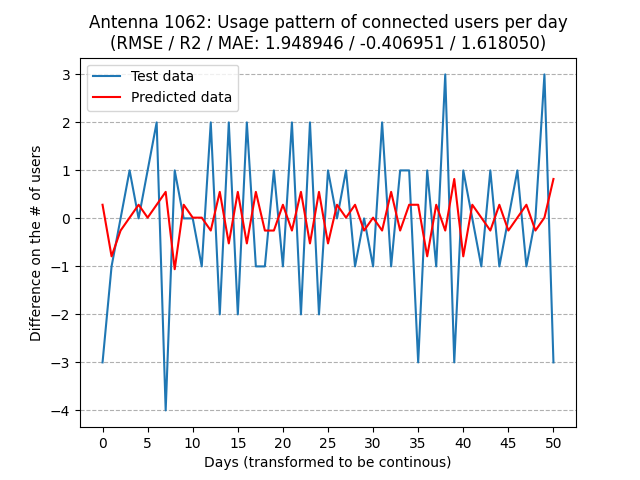 Antenna 1062: Usage pattern of connected users per day
(RMSE / R2 / MAE: 1.948946 / -0.406951 / 1.618050)
Test data
Predicted data
Difference on the # of users
3
2
1
0
−1
−2
−3
−4
0 5 10 15 20 25 30 35 40 45 50
Days (transformed to be continous)